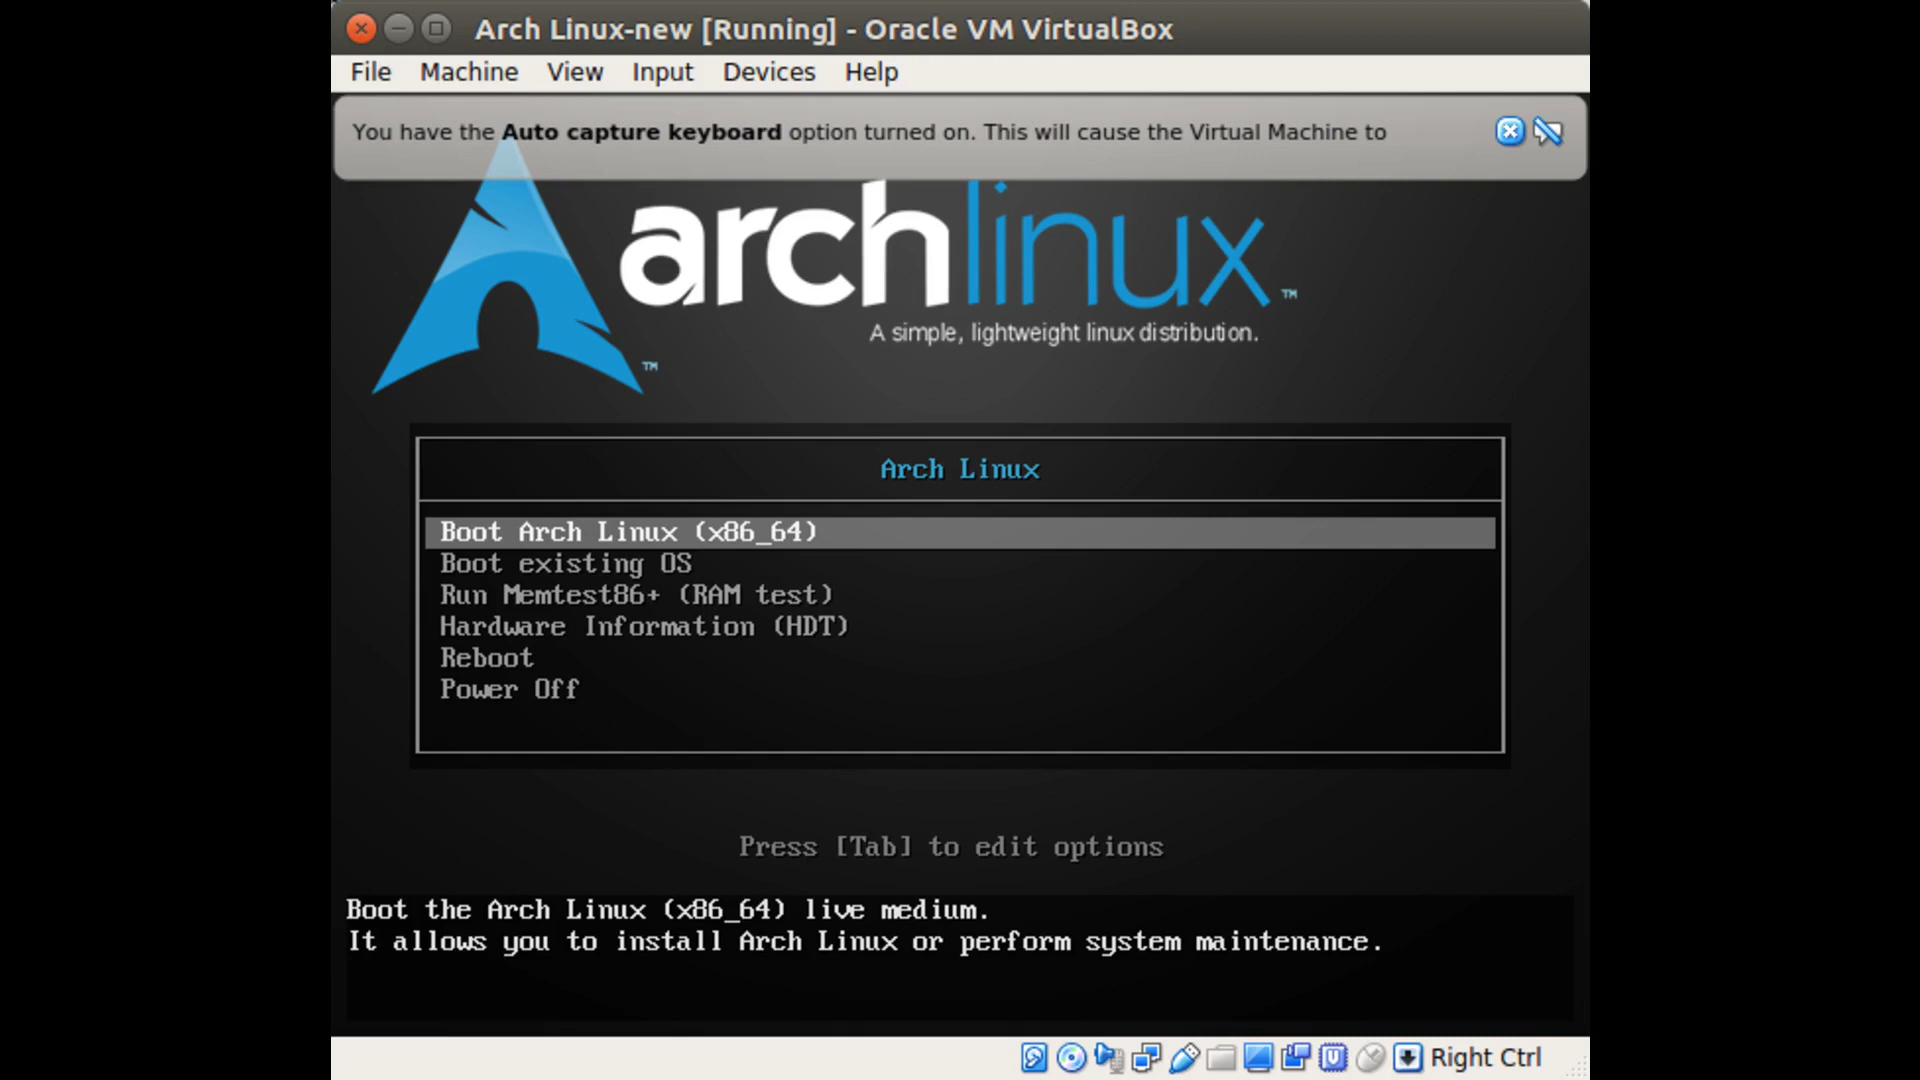 Arch Linux-new [Running] - Oracle VM VirtualBox
File Machine View Input Devices Help
You have the Auto capture keyboard option turned on. This will cause the Virtual Machine to
archlinux™
A simple, lightweight linux distribution.
™
Arch Linux
Boot Arch Linux (x86_64)
Boot existing OS
Run Memtest86+ (RAM test)
Hardware Information (HDT)
Reboot
Power Off
Press [Tab] to edit options
Boot the Arch Linux (x86_64) live medium.
It allows you to install Arch Linux or perform system maintenance.
Right Ctrl